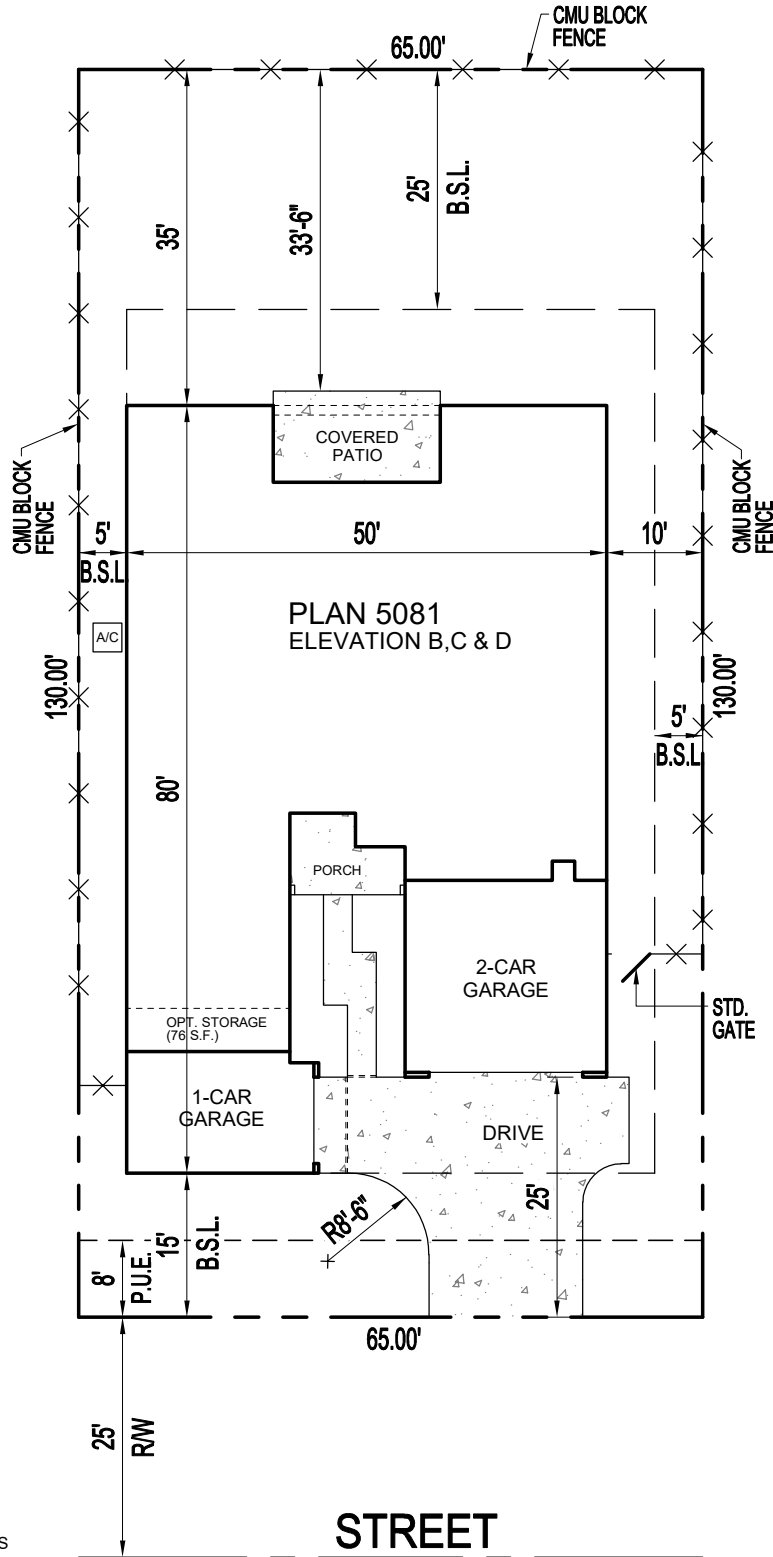 CMU BLOCK
FENCE
65.00'
35'
33'-6"
25'
B.S.L.
COVERED
PATIO
CMU BLOCK
FENCE
CMU BLOCK
FENCE
5'
B.S.L.
50'
10'
PLAN 5081
ELEVATION B,C & D
A/C
130.00'
130.00'
5'
B.S.L.
80'
PORCH
2-CAR
GARAGE
STD.
GATE
OPT. STORAGE
(76 S.F.)
1-CAR
GARAGE
DRIVE
25'
R8'-6"
15'
B.S.L.
8'
P.U.E.
65.00'
25'
R/W
STREET
S